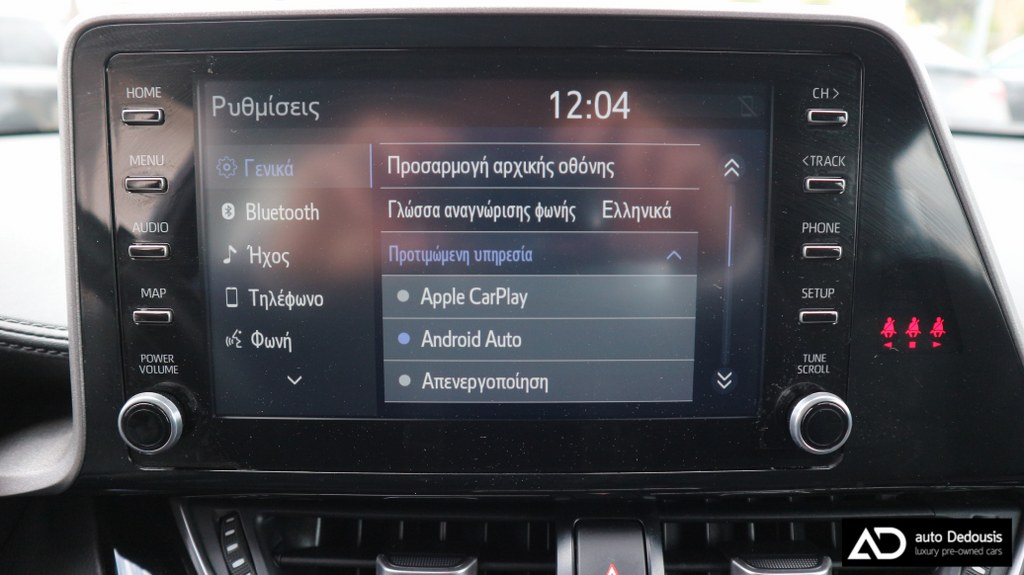 HOME
MENU
AUDIO
MAP
POWER
VOLUME
Ρυθμίσεις
12:04
Γενικά
Bluetooth
Ήχος
Τηλέφωνο
Φωνή
Προσαρμογή αρχικής οθόνης
Γλώσσα αναγνώρισης φωνής Ελληνικά
Προτιμώμενη υπηρεσία
Apple CarPlay
Android Auto
Απενεργοποίηση
CH >
< TRACK
PHONE
SETUP
TUNE
SCROLL
AD
auto Dedousis
luxury pre-owned cars